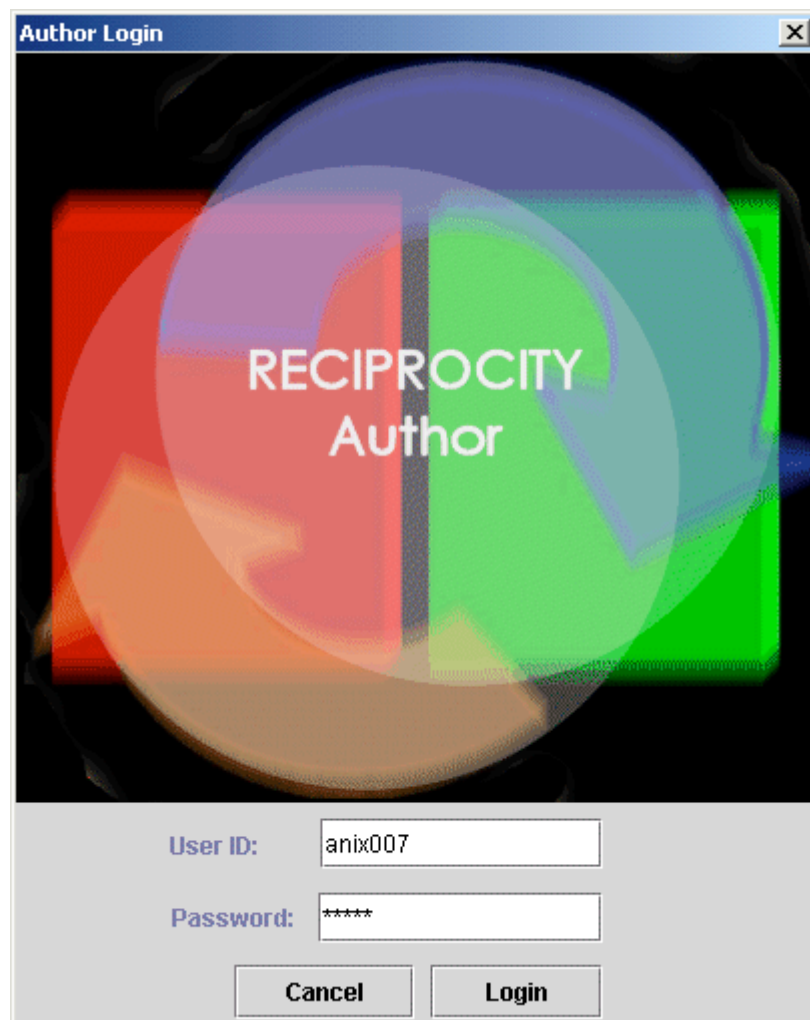 Author Login
RECIPROCITY
Author
User ID: anix007
Password: *****
Cancel Login